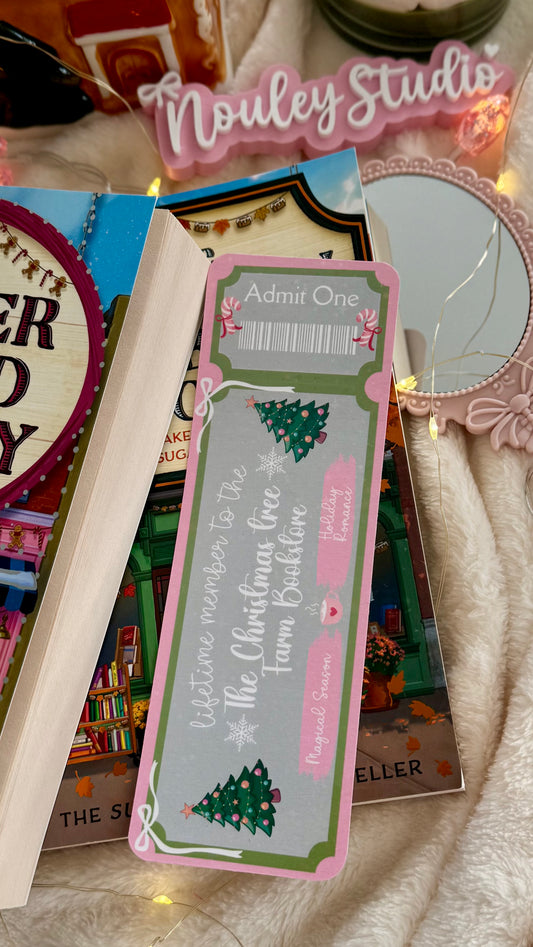 Nouley Studio
Admit One
lifetime member to the
The Christmas tree
Farm Bookstore
Holiday
Romance
Magical Season
ER
D
Y
AKE
SUGA
THE SU
ELLER